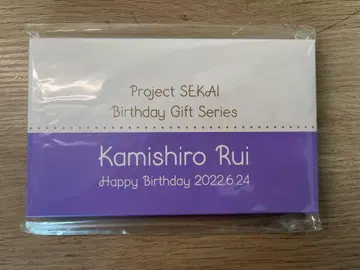 Project SEKAI
Birthday Gift Series
Kamishiro Rui
Happy Birthday 2022.6.24